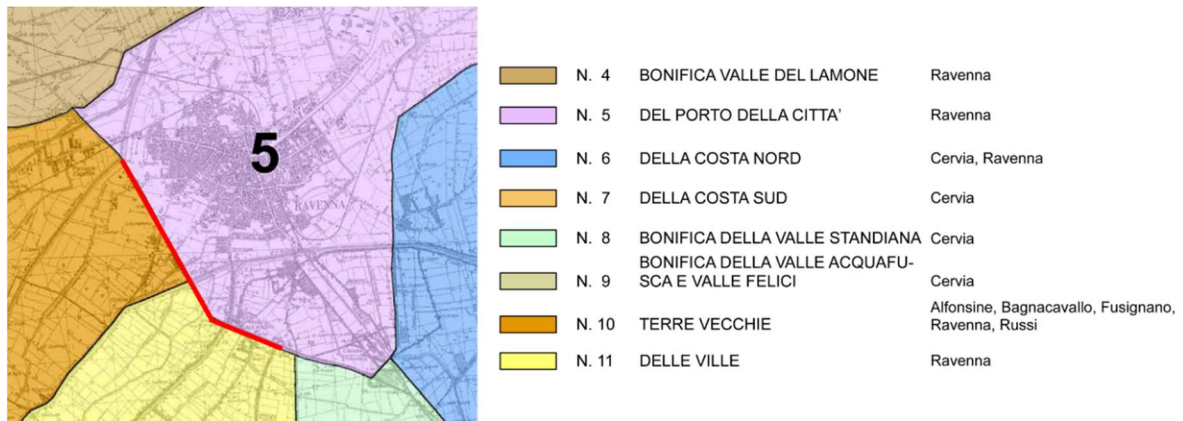 5
RAVENNA
N. 4 BONIFICA VALLE DEL LAMONE Ravenna
N. 5 DEL PORTO DELLA CITTA' Ravenna
N. 6 DELLA COSTA NORD Cervia, Ravenna
N. 7 DELLA COSTA SUD Cervia
N. 8 BONIFICA DELLA VALLE STANDIANA Cervia
BONIFICA DELLA VALLE ACQUAFU-
N. 9 SCA E VALLE FELICI Cervia
Alfonsine, Bagnacavallo, Fusignano,
N. 10 TERRE VECCHIE Ravenna, Russi
N. 11 DELLE VILLE Ravenna